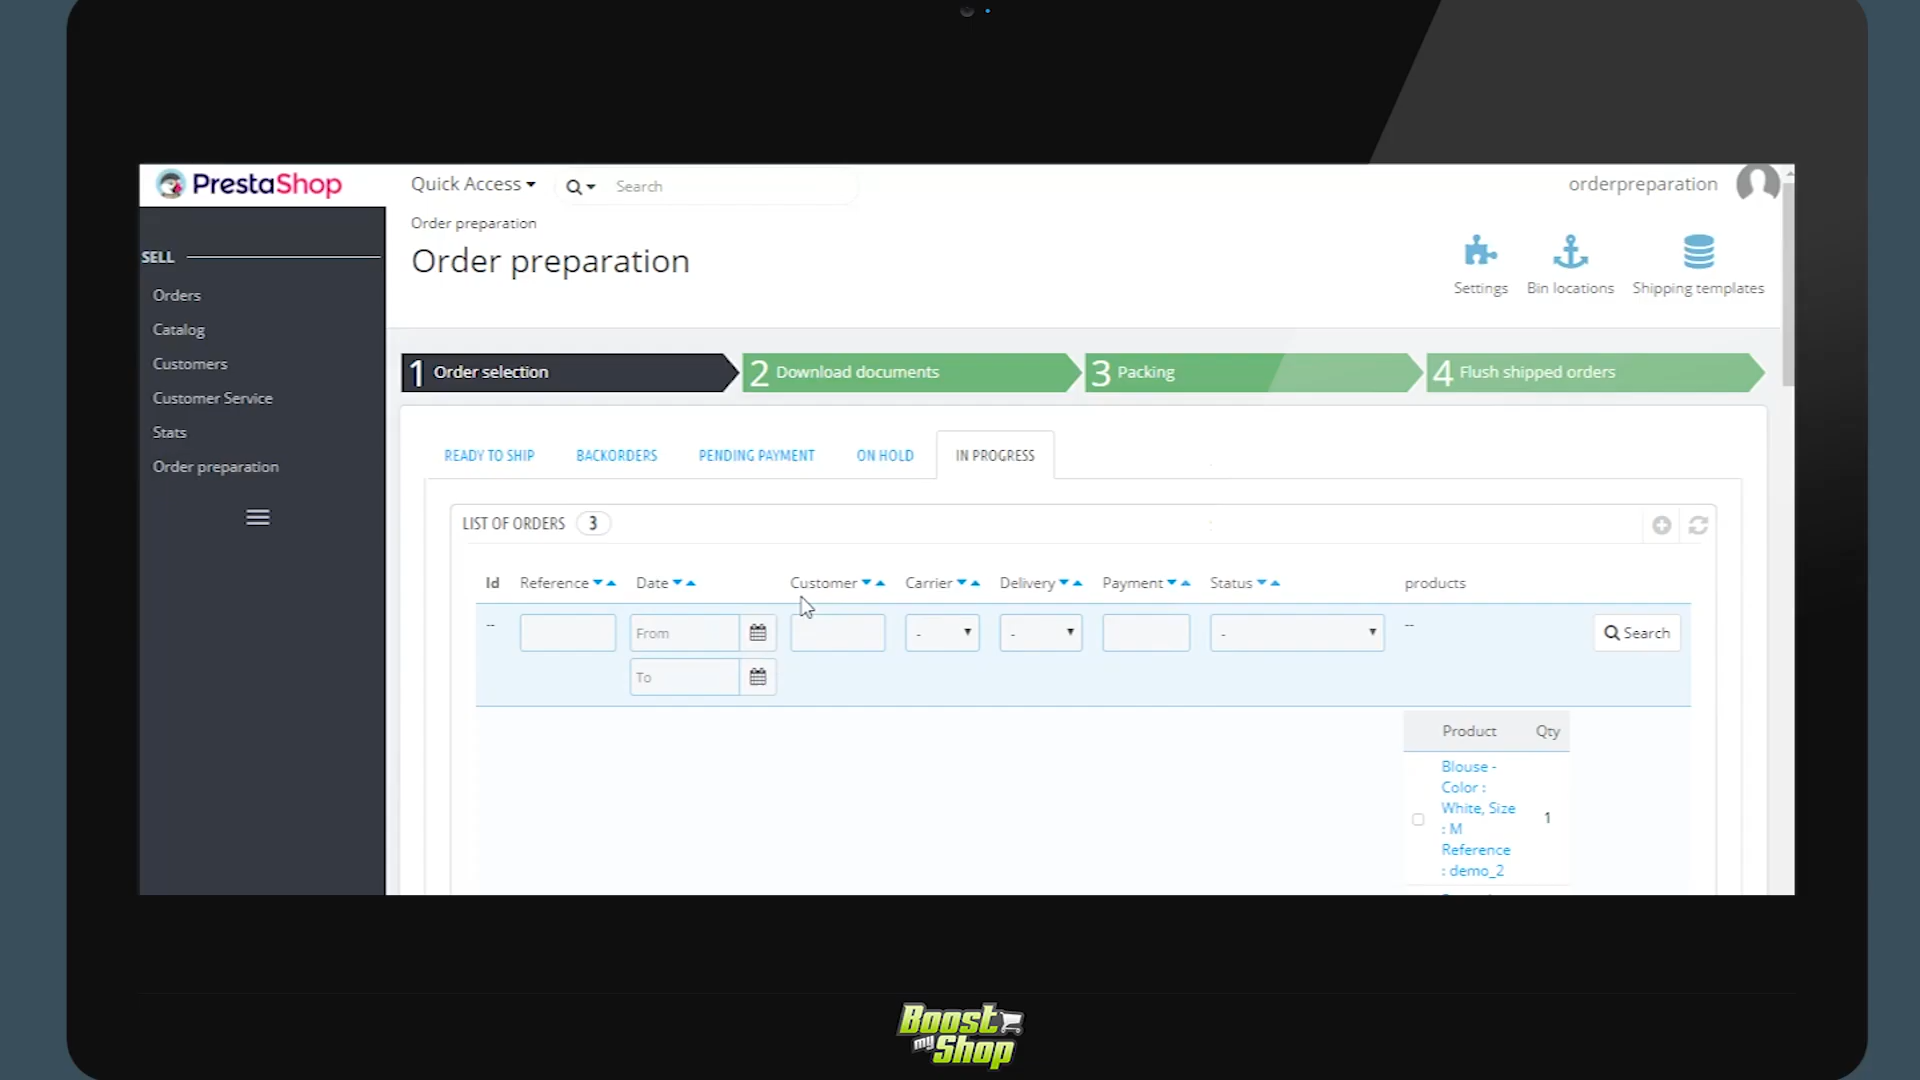 PrestaShop
Quick Access
Search
orderpreparation
Order preparation
Order preparation
Settings
Bin locations
Shipping templates
SELL
Orders
Catalog
Customers
Customer Service
Stats
Order preparation
1 Order selection
2 Download documents
3 Packing
4 Flush shipped orders
READY TO SHIP
BACKORDERS
PENDING PAYMENT
ON HOLD
IN PROGRESS
LIST OF ORDERS 3
Id Reference Date Customer Carrier Delivery Payment Status products
-- From - - - -- Search
To
Product Qty
Blouse -
Color :
White, Size
: M
Reference
: demo_2
1
Boost
my Shop